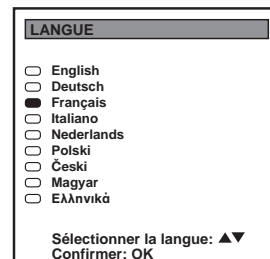 LANGUE
English
Deutsch
Français
Italiano
Nederlands
Polski
Česki
Magyar
Ελληνικά
Sélectionner la langue: ▲▼
Confirmer: OK